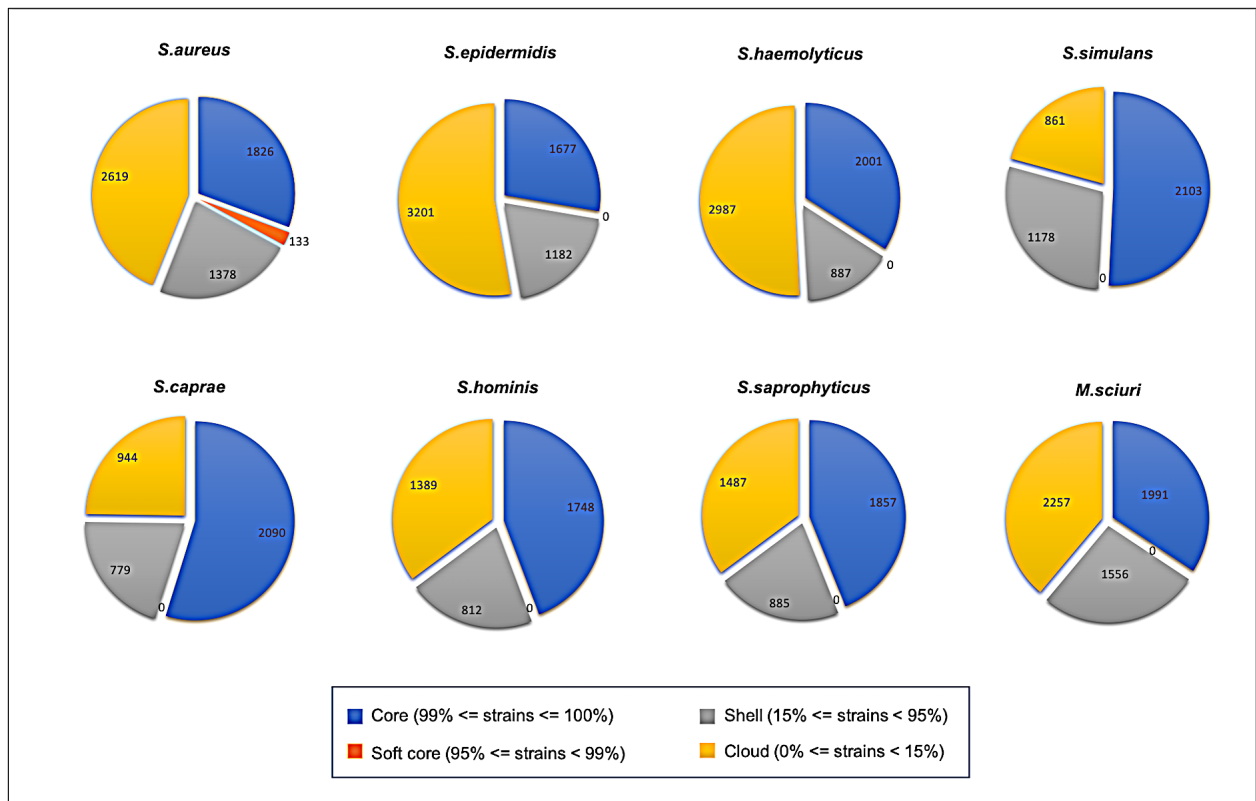 S.aureus
S.epidermidis
S.haemolyticus
S.simulans
1826
133
1378
2619
1677
0
1182
3201
2001
0
887
2987
2103
0
1178
861
S.caprae
S.hominis
S.saprophyticus
M.sciuri
2090
0
779
944
1748
0
812
1389
1857
0
885
1487
1991
0
1556
2257
Core (99% <= strains <= 100%)
Shell (15% <= strains < 95%)
Soft core (95% <= strains < 99%)
Cloud (0% <= strains < 15%)